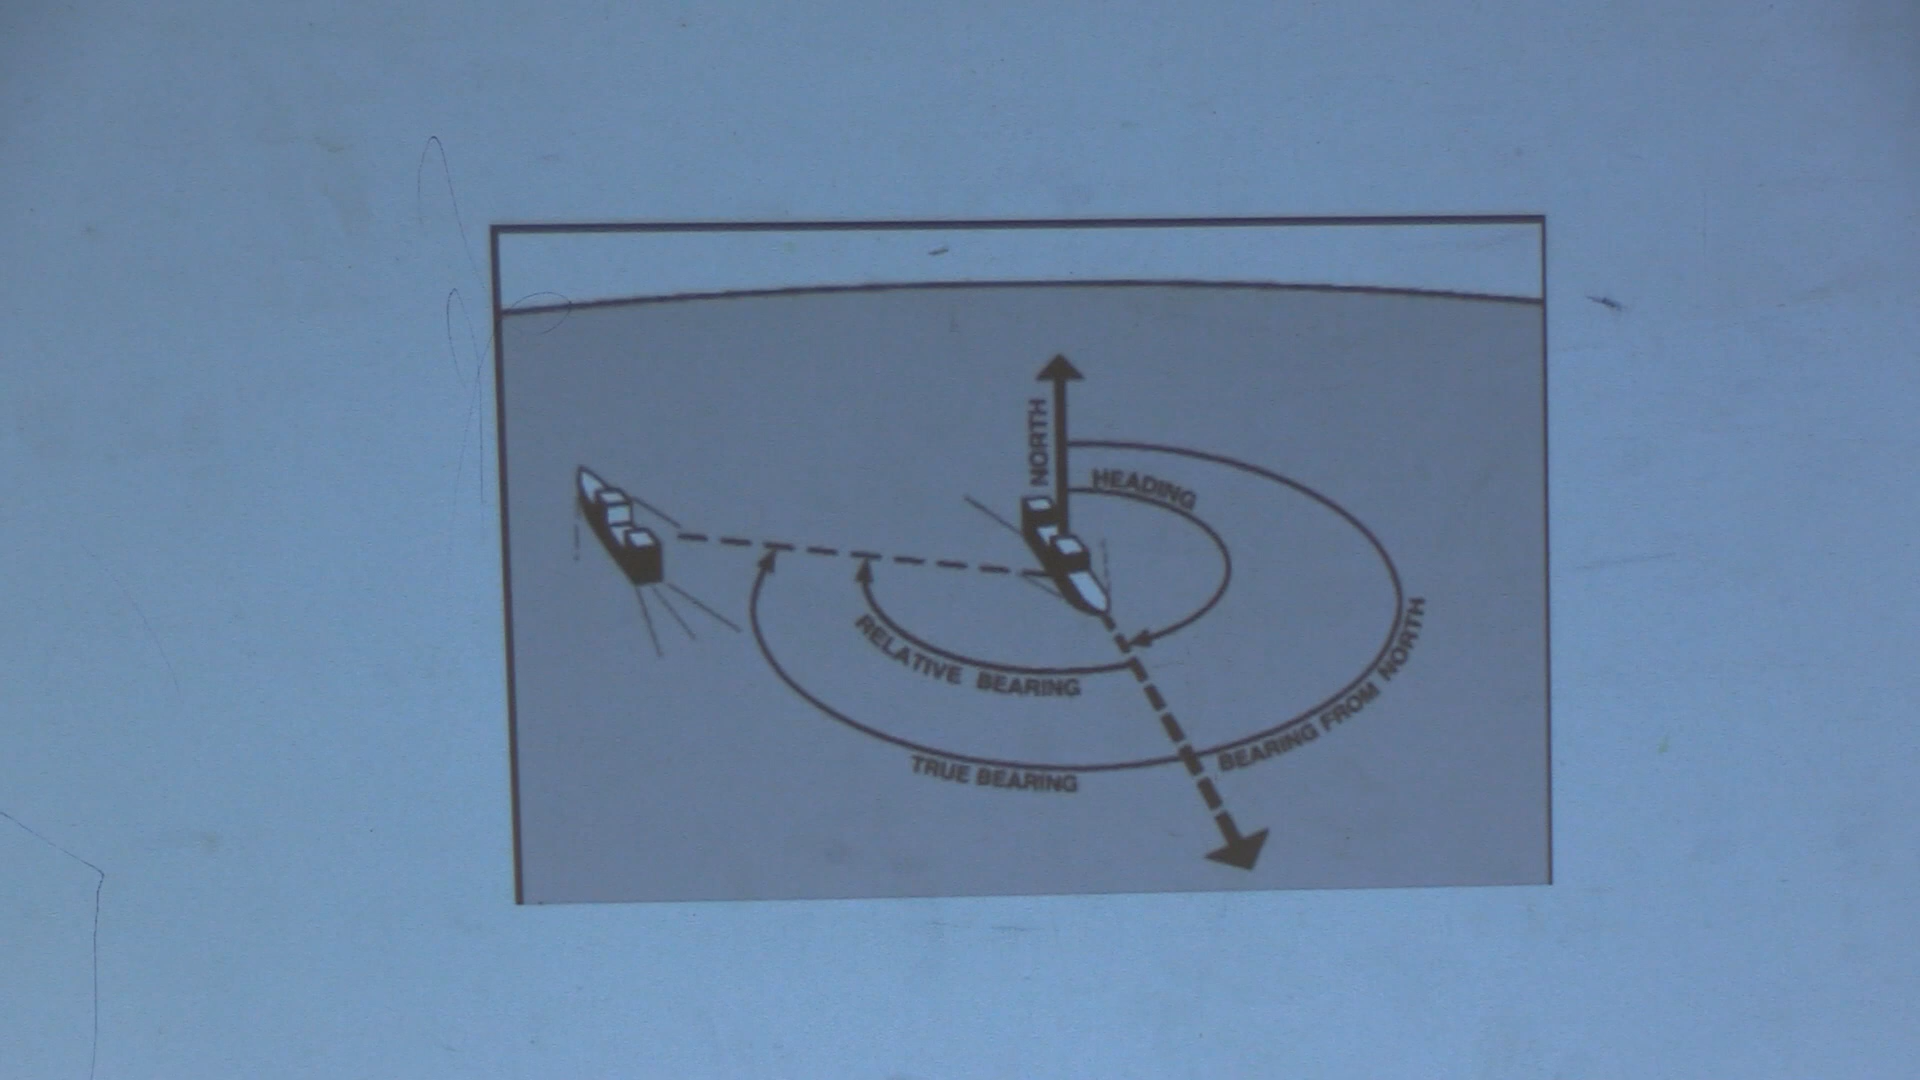 NORTH
HEADING
RELATIVE BEARING
TRUE BEARING
BEARING FROM NORTH